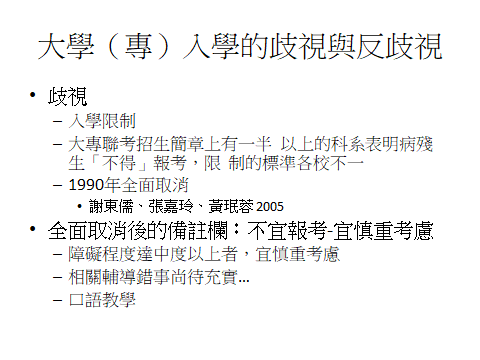 大學（專）入學的歧視與反歧視
• 歧視
– 入學限制
– 大專聯考招生簡章上有一半 以上的科系表明病殘
生「不得」報考，限 制的標準各校不一
– 1990年全面取消
• 謝東儒、張嘉玲、黃珉蓉 2005
• 全面取消後的備註欄：不宜報考-宜慎重考慮
– 障礙程度達中度以上者，宜慎重考慮
– 相關輔導錯事尚待充實…
– 口語教學